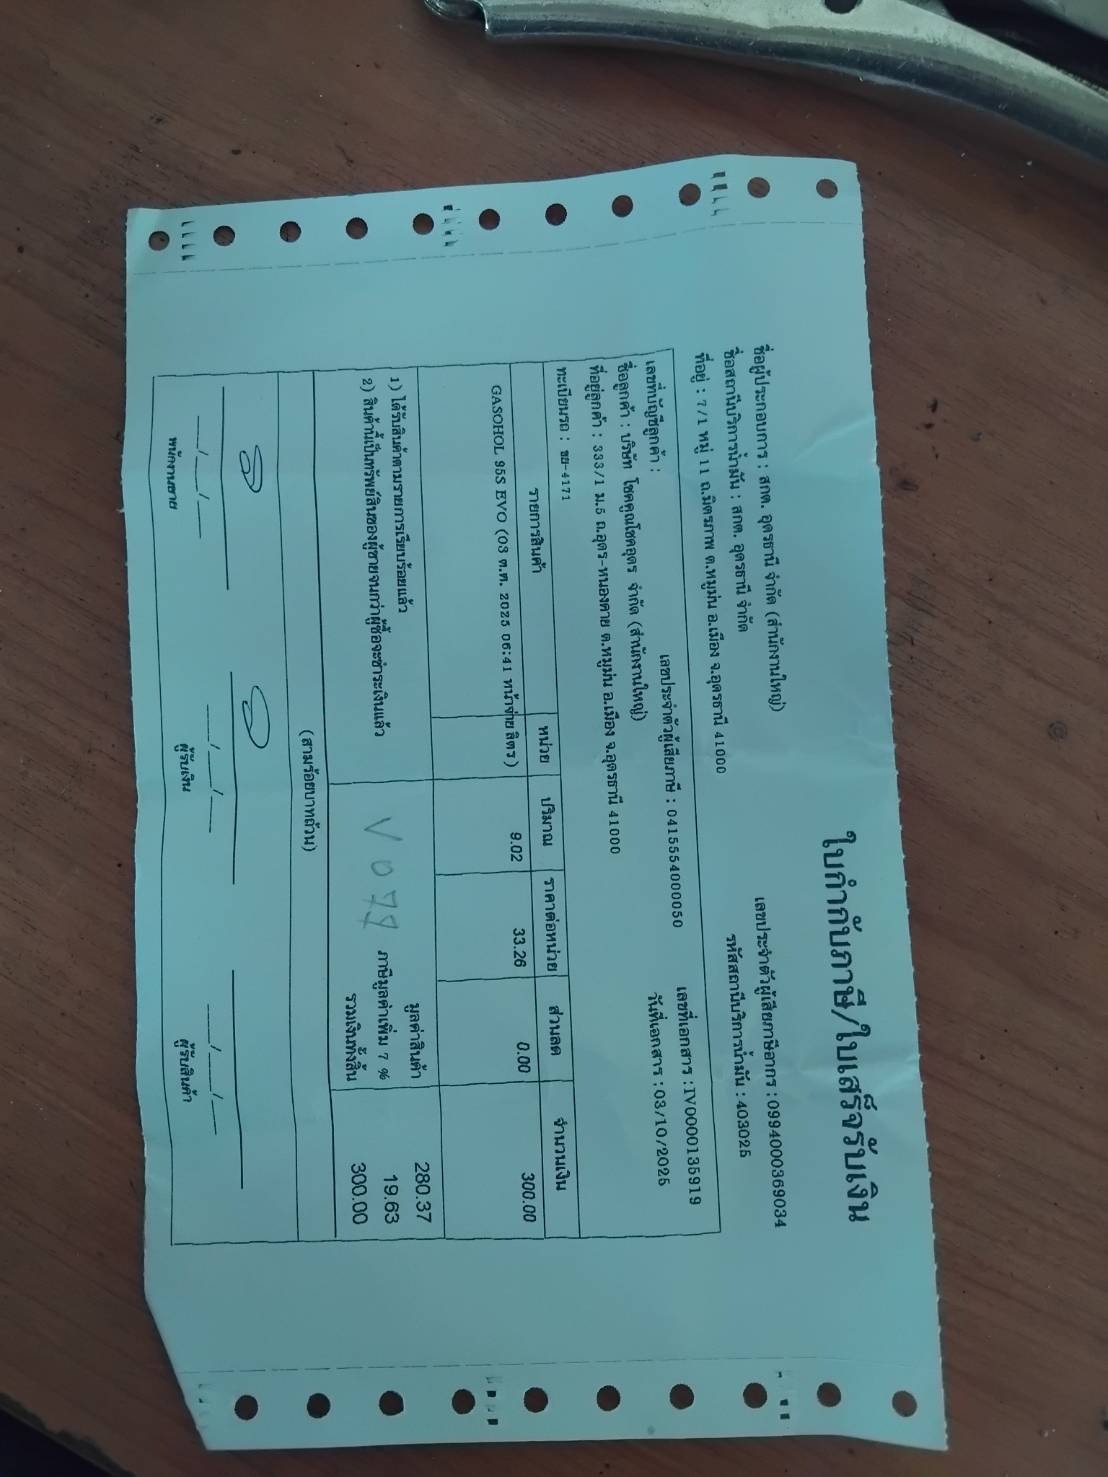 ใบกำกับภาษี/ใบเสร็จรับเงิน
ชื่อผู้ประกอบการ : สกต. อุดรธานี จำกัด (สำนักงานใหญ่) เลขประจำตัวผู้เสียภาษีอากร : 0994000369034
ชื่อสถานีบริการน้ำมัน : สกต. อุดรธานี จำกัด รหัสสถานีบริการน้ำมัน : 403025
ที่อยู่ : 7/1 หมู่ 11 ถ.มิตรภาพ ต.หมูม่น อ.เมือง จ.อุดรธานี 41000
เลขที่บัญชีลูกค้า : เลขประจำตัวผู้เสียภาษี : 0415554000050 เลขที่เอกสาร : IV0000135919
ชื่อลูกค้า : บริษัท โชคคูณโชคอุดร จำกัด (สำนักงานใหญ่) วันที่เอกสาร : 03/10/2025
ที่อยู่ลูกค้า : 333/1 ม.5 ถ.อุดร-หนองคาย ต.หมูม่น อ.เมือง จ.อุดรธานี 41000
ทะเบียนรถ : ขย-4171
รายการสินค้า หน่วย ปริมาณ ราคาต่อหน่วย ส่วนลด จำนวนเงิน
GASOHOL 95S EVO (03 ต.ค. 2025 06:41 หน้าจ่าย ลิตร) 9.02 33.26 0.00 300.00
1) ได้รับสินค้าตามรายการเรียบร้อยแล้ว มูลค่าสินค้า 280.37
2) สินค้านี้เป็นทรัพย์สินของผู้ขายจนกว่าผู้ซื้อจะชำระเงินแล้ว ภาษีมูลค่าเพิ่ม 7 % 19.63
รวมเงินทั้งสิ้น 300.00
(สามร้อยบาทถ้วน)
___/___/___ ___/___/___ ___/___/___
พนักงานขาย ผู้รับเงิน ผู้รับสินค้า